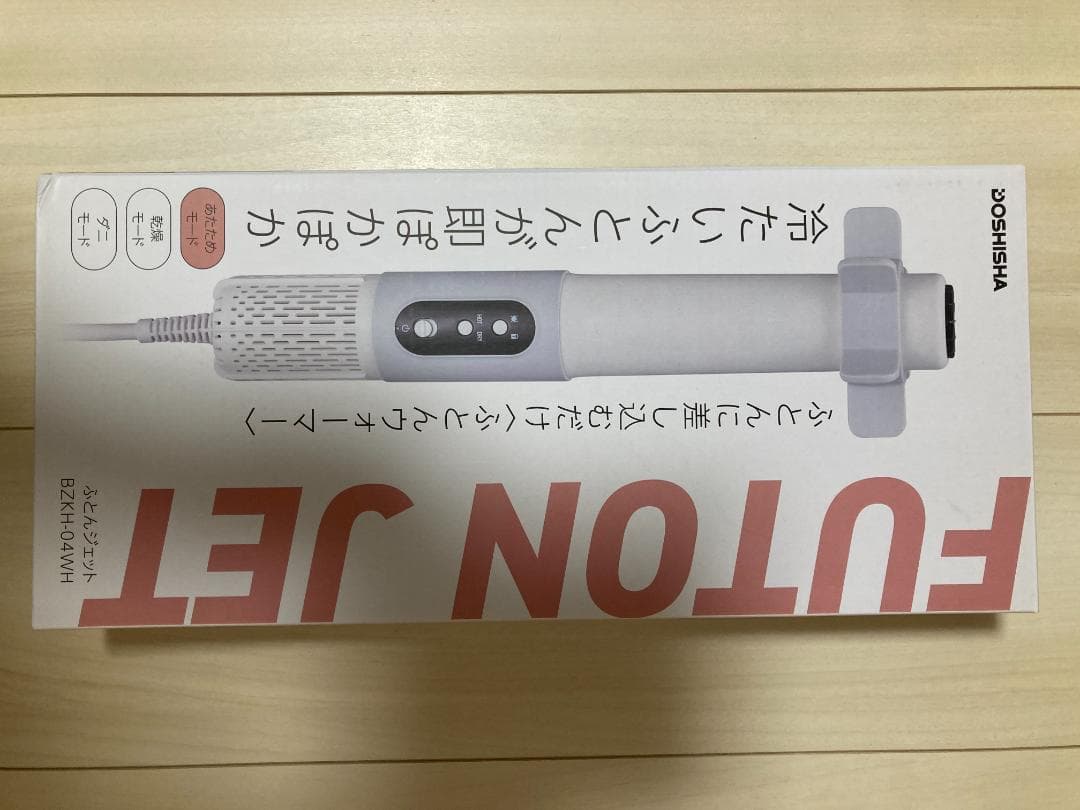 DOSHISHA
冷たいふとんが即ぽかぽか
あたため
モード
乾燥
モード
ダニ
モード
HOT
DRY
ふとんに差し込むだけ〈ふとんウォーマー〉
FUTON JET
ふとんジェット
BZKH-04WH